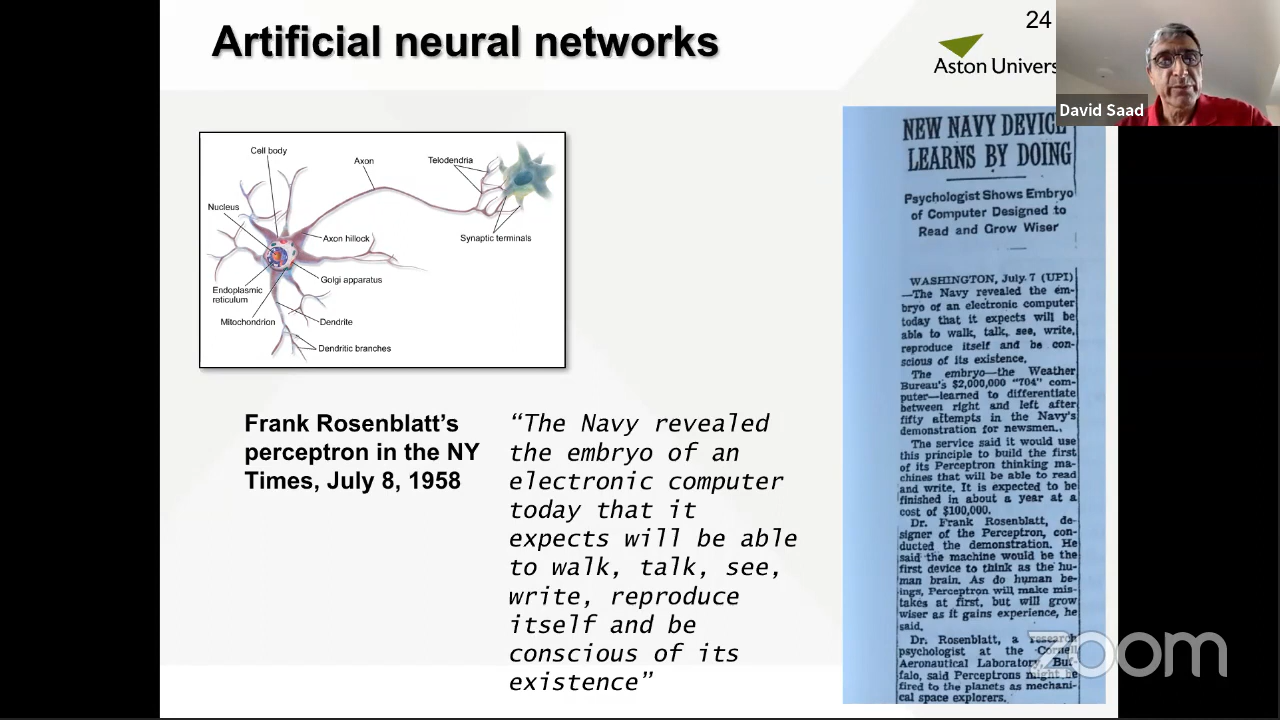 Artificial neural networks
24
Aston Univers
David Saad
Cell body
Axon
Telodendria
Nucleus
Axon hillock
Synaptic terminals
Golgi apparatus
Endoplasmic
reticulum
Mitochondrion
Dendrite
Dendritic branches
Frank Rosenblatt’s
perceptron in the NY
Times, July 8, 1958
“The Navy revealed
the embryo of an
electronic computer
today that it
expects will be able
to walk, talk, see,
write, reproduce
itself and be
conscious of its
existence”
NEW NAVY DEVICE
LEARNS BY DOING
Psychologist Shows Embryo
of Computer Designed to
Read and Grow Wiser
WASHINGTON, July 7 (UPI)
—The Navy revealed the em-
bryo of an electronic computer
today that it expects will be
able to walk, talk, see, write,
reproduce itself and be con-
scious of its existence.
The embryo—the Weather
Bureau's $2,000,000 "704" com-
puter—learned to differentiate
between right and left after
fifty attempts in the Navy's
demonstration for newsmen.
The service said it would use
this principle to build the first
of its Perceptron thinking ma-
chines that will be able to read
and write. It is expected to be
finished in about a year at a
cost of $100,000.
Dr. Frank Rosenblatt, de-
signer of the Perceptron, con-
ducted the demonstration. He
said the machine would be the
first device to think as the hu-
man brain. As do human be-
ings, Perceptron will make mis-
takes at first, but will grow
wiser as it gains experience, he
said.
Dr. Rosenblatt, a research
psychologist at the Cornell
Aeronautical Laboratory, Buf-
falo, said Perceptrons might be
fired to the planets as mechani-
cal space explorers.
zoom